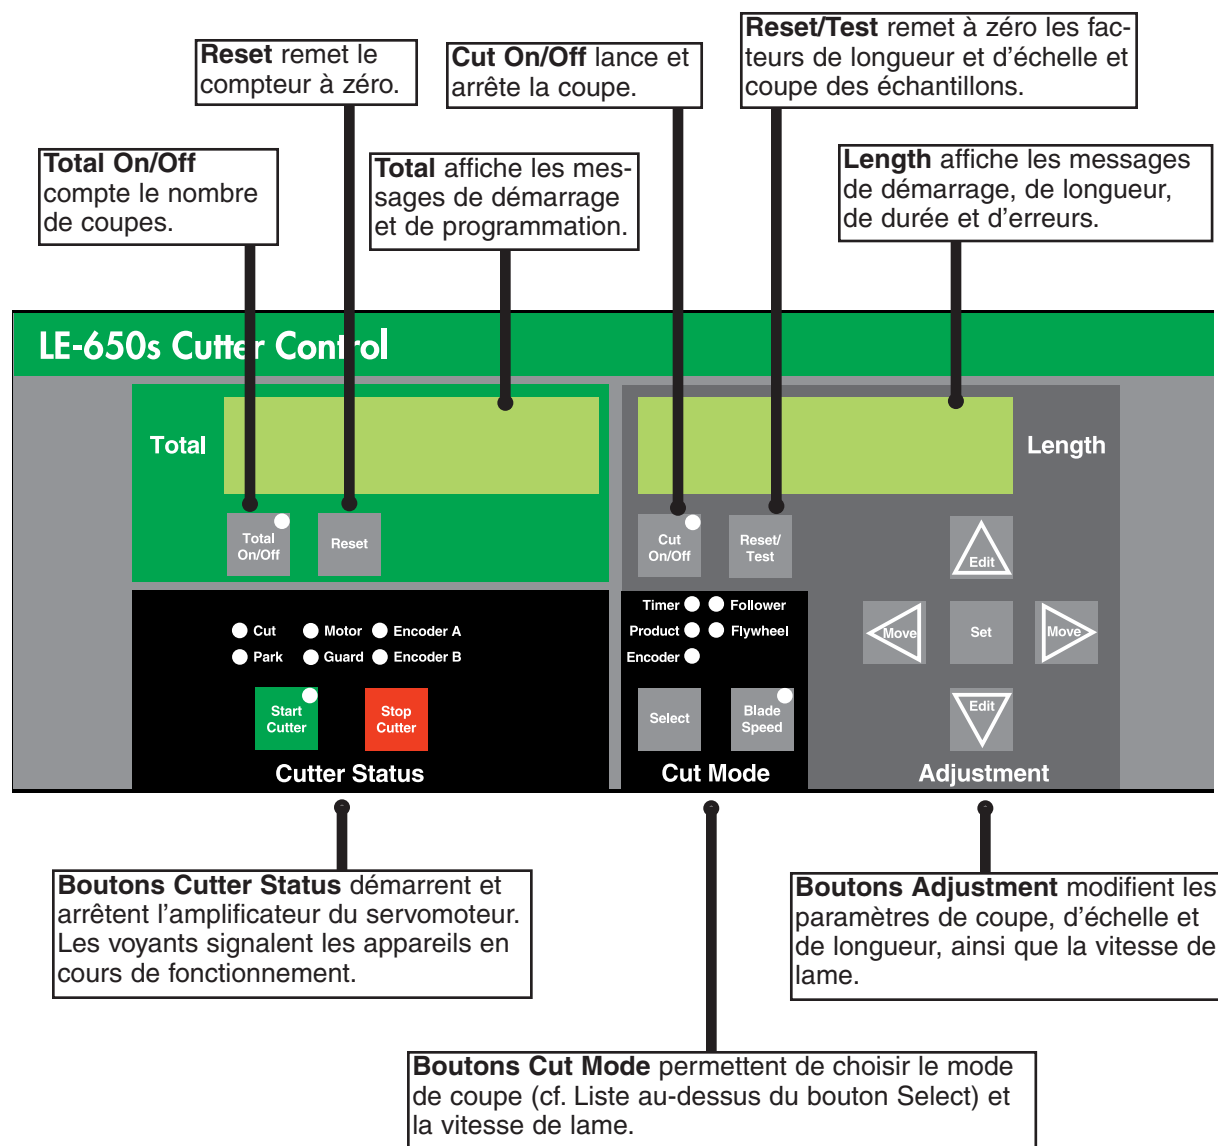 Reset remet le
compteur à zéro.
Cut On/Off lance et
arrête la coupe.
Reset/Test remet à zéro les fac-
teurs de longueur et d'échelle et
coupe des échantillons.
Total On/Off
compte le nombre
de coupes.
Total affiche les mes-
sages de démarrage
et de programmation.
Length affiche les messages
de démarrage, de longueur,
de durée et d'erreurs.
LE-650s Cutter Control
Total
Length
Total
On/Off
Reset
Cut
On/Off
Reset/
Test
Edit
Move
Set
Move
Edit
Cut
Motor
Encoder A
Park
Guard
Encoder B
Start
Cutter
Stop
Cutter
Cutter Status
Timer
Follower
Product
Flywheel
Encoder
Select
Blade
Speed
Cut Mode
Adjustment
Boutons Cutter Status démarrent et
arrêtent l'amplificateur du servomoteur.
Les voyants signalent les appareils en
cours de fonctionnement.
Boutons Adjustment modifient les
paramètres de coupe, d'échelle et
de longueur, ainsi que la vitesse de
lame.
Boutons Cut Mode permettent de choisir le mode
de coupe (cf. Liste au-dessus du bouton Select) et
la vitesse de lame.